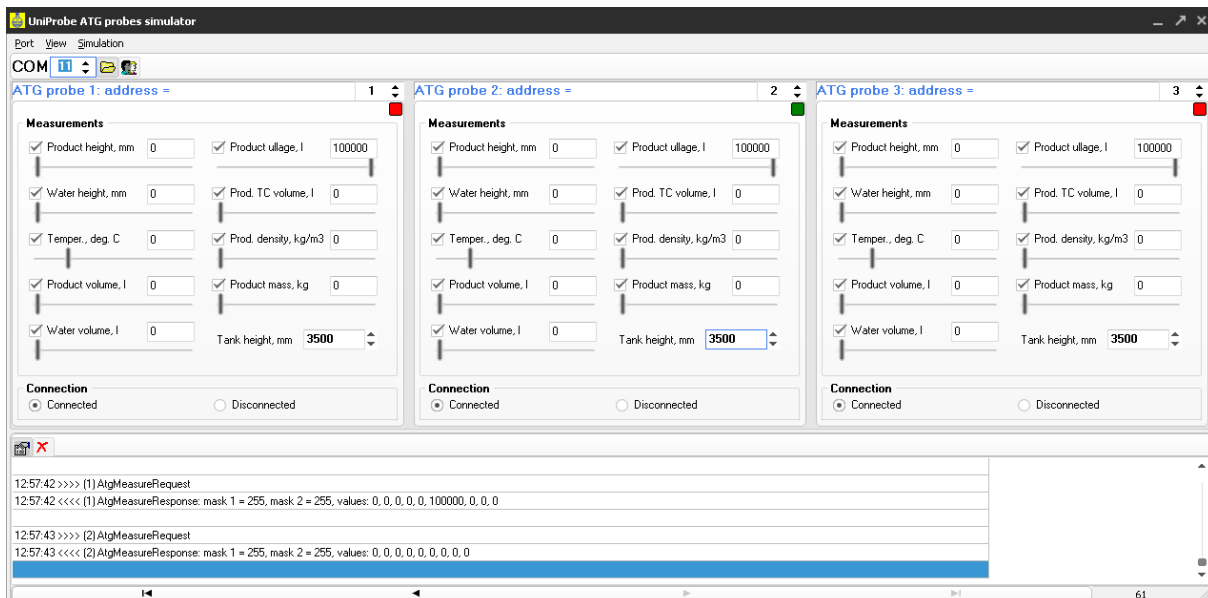 UniProbe ATG probes simulator
Port View Simulation
COM 11
ATG probe 1: address = 1
Measurements
Product height, mm 0 Product ullage, l 100000
Water height, mm 0 Prod. TC volume, l 0
Temper., deg. C 0 Prod. density, kg/m3 0
Product volume, l 0 Product mass, kg 0
Water volume, l 0 Tank height, mm 3500
Connection
Connected Disconnected
ATG probe 2: address = 2
Measurements
Product height, mm 0 Product ullage, l 100000
Water height, mm 0 Prod. TC volume, l 0
Temper., deg. C 0 Prod. density, kg/m3 0
Product volume, l 0 Product mass, kg 0
Water volume, l 0 Tank height, mm 3500
Connection
Connected Disconnected
ATG probe 3: address = 3
Measurements
Product height, mm 0 Product ullage, l 100000
Water height, mm 0 Prod. TC volume, l 0
Temper., deg. C 0 Prod. density, kg/m3 0
Product volume, l 0 Product mass, kg 0
Water volume, l 0 Tank height, mm 3500
Connection
Connected Disconnected
12:57:42 >>>> (1) AtgMeasureRequest
12:57:42 <<<< (1) AtgMeasureResponse: mask 1 = 255, mask 2 = 255, values: 0, 0, 0, 0, 0, 100000, 0, 0, 0
12:57:43 >>>> (2) AtgMeasureRequest
12:57:43 <<<< (2) AtgMeasureResponse: mask 1 = 255, mask 2 = 255, values: 0, 0, 0, 0, 0, 0, 0, 0, 0
61